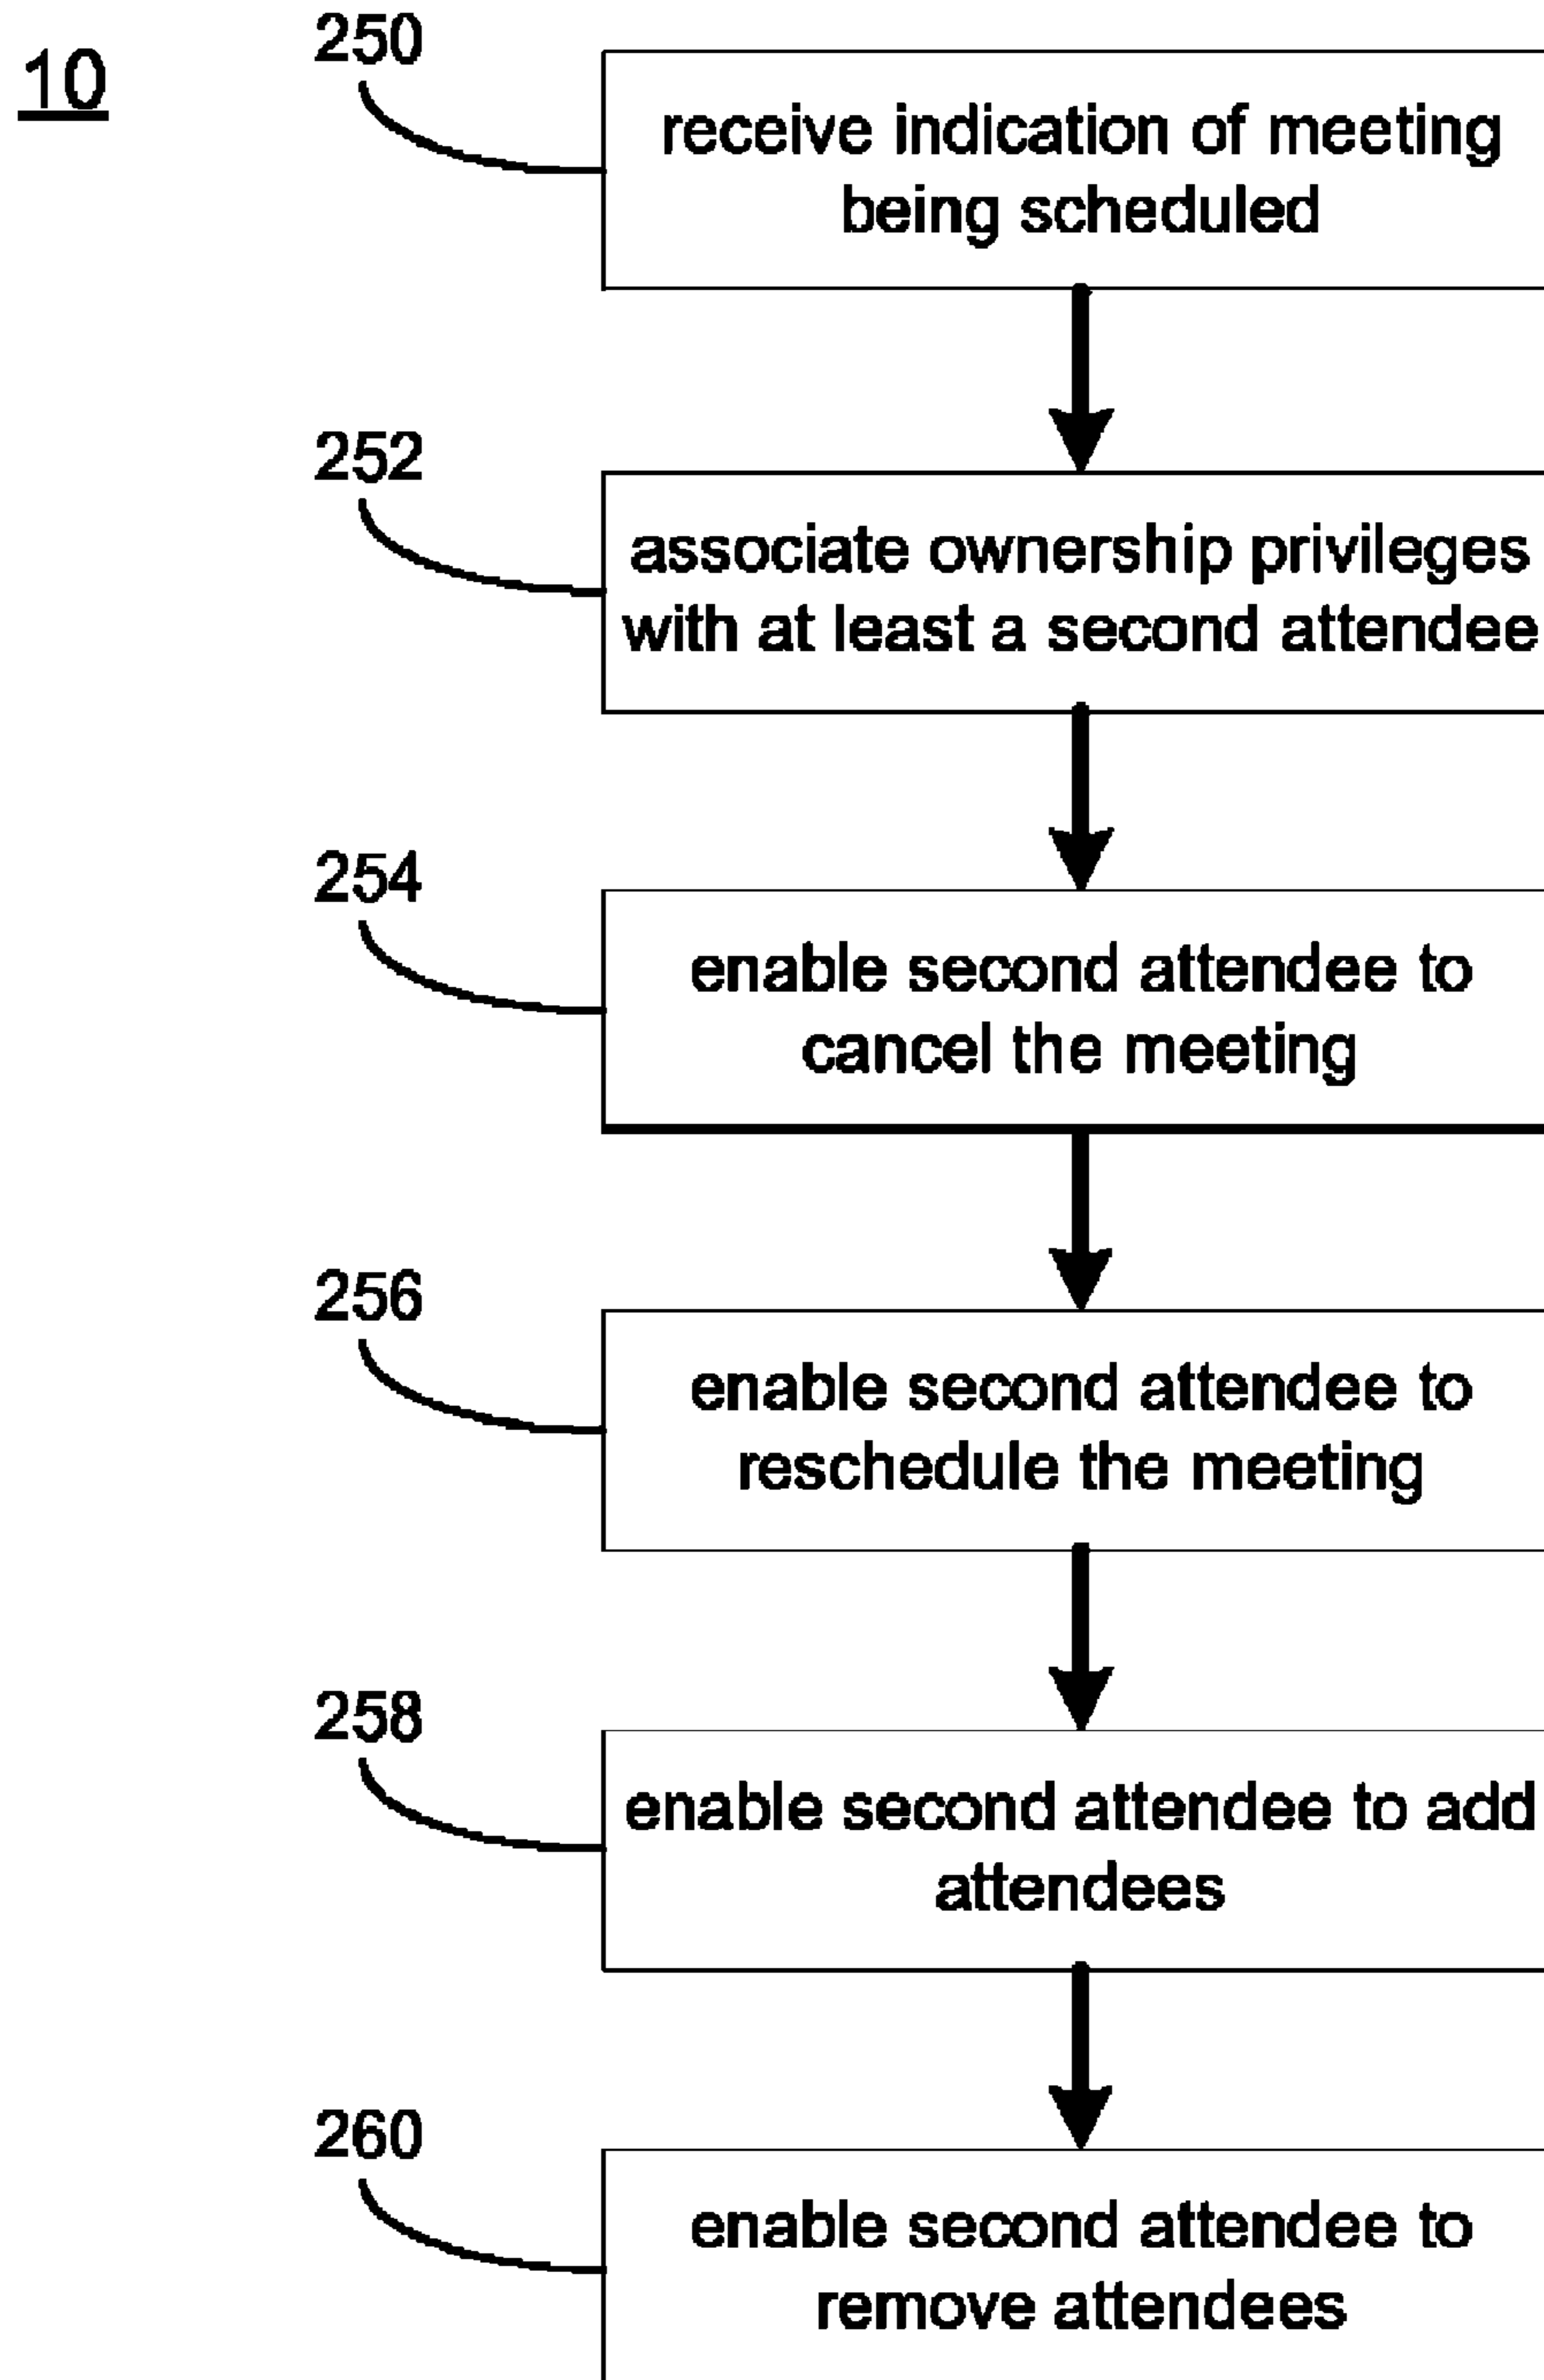 10
250
receive indication of meeting
being scheduled
252
associate ownership privileges
with at least a second attendee
254
enable second attendee to
cancel the meeting
256
enable second attendee to
reschedule the meeting
258
enable second attendee to add
attendees
260
enable second attendee to
remove attendees